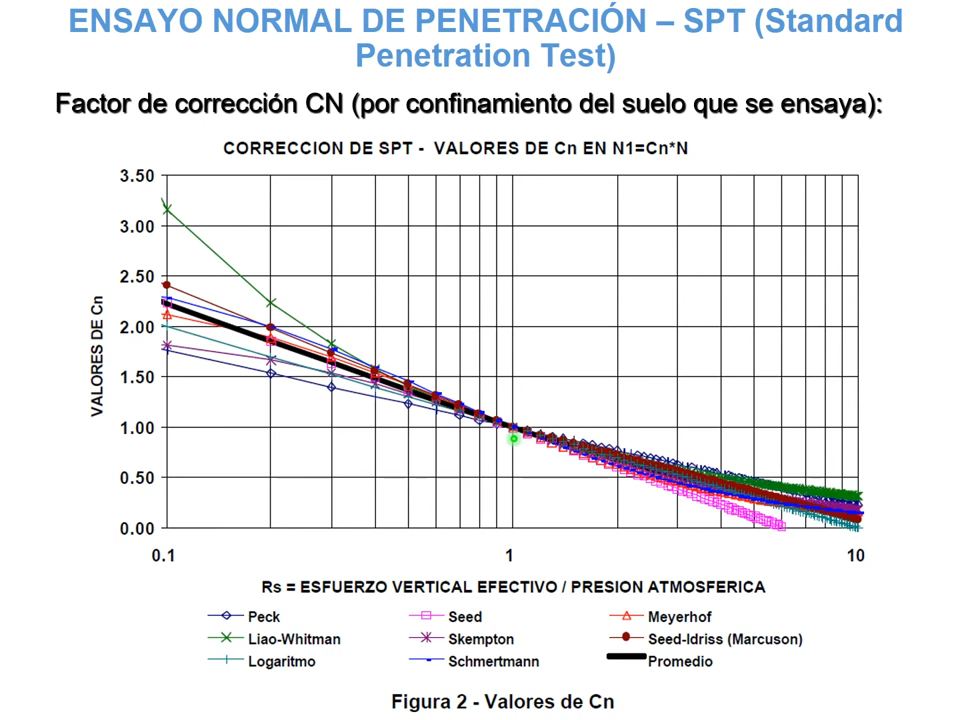 ENSAYO NORMAL DE PENETRACIÓN – SPT (Standard
Penetration Test)
Factor de corrección CN (por confinamiento del suelo que se ensaya):
CORRECCION DE SPT - VALORES DE Cn EN N1=Cn*N
3.50
3.00
2.50
2.00
1.50
1.00
0.50
0.00
VALORES DE Cn
0.1 1 10
Rs = ESFUERZO VERTICAL EFECTIVO / PRESION ATMOSFERICA
Peck Seed Meyerhof
Liao-Whitman Skempton Seed-Idriss (Marcuson)
Logaritmo Schmertmann Promedio
Figura 2 - Valores de Cn